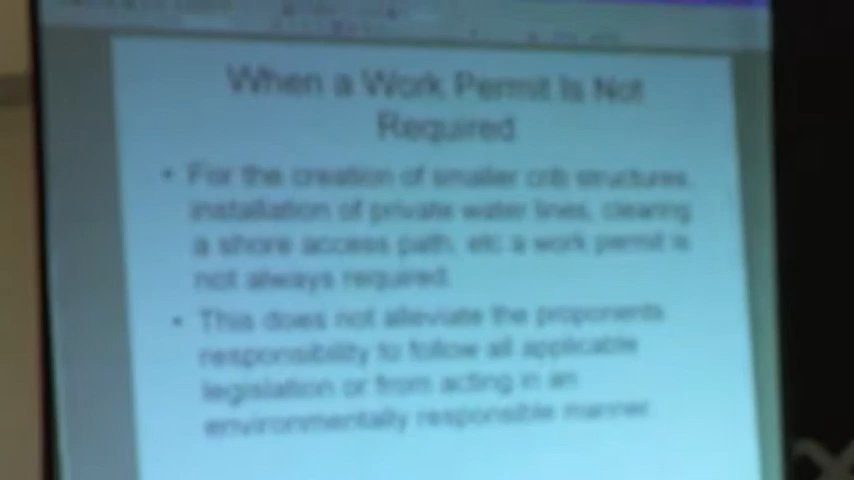 When a Work Permit Is Not
Required
• For the creation of smaller crib structures,
installation of private water lines, clearing
a shore access path, etc a work permit is
not always required.
• This does not alleviate the proponents
responsibility to follow all applicable
legislation or from acting in an
environmentally responsible manner.